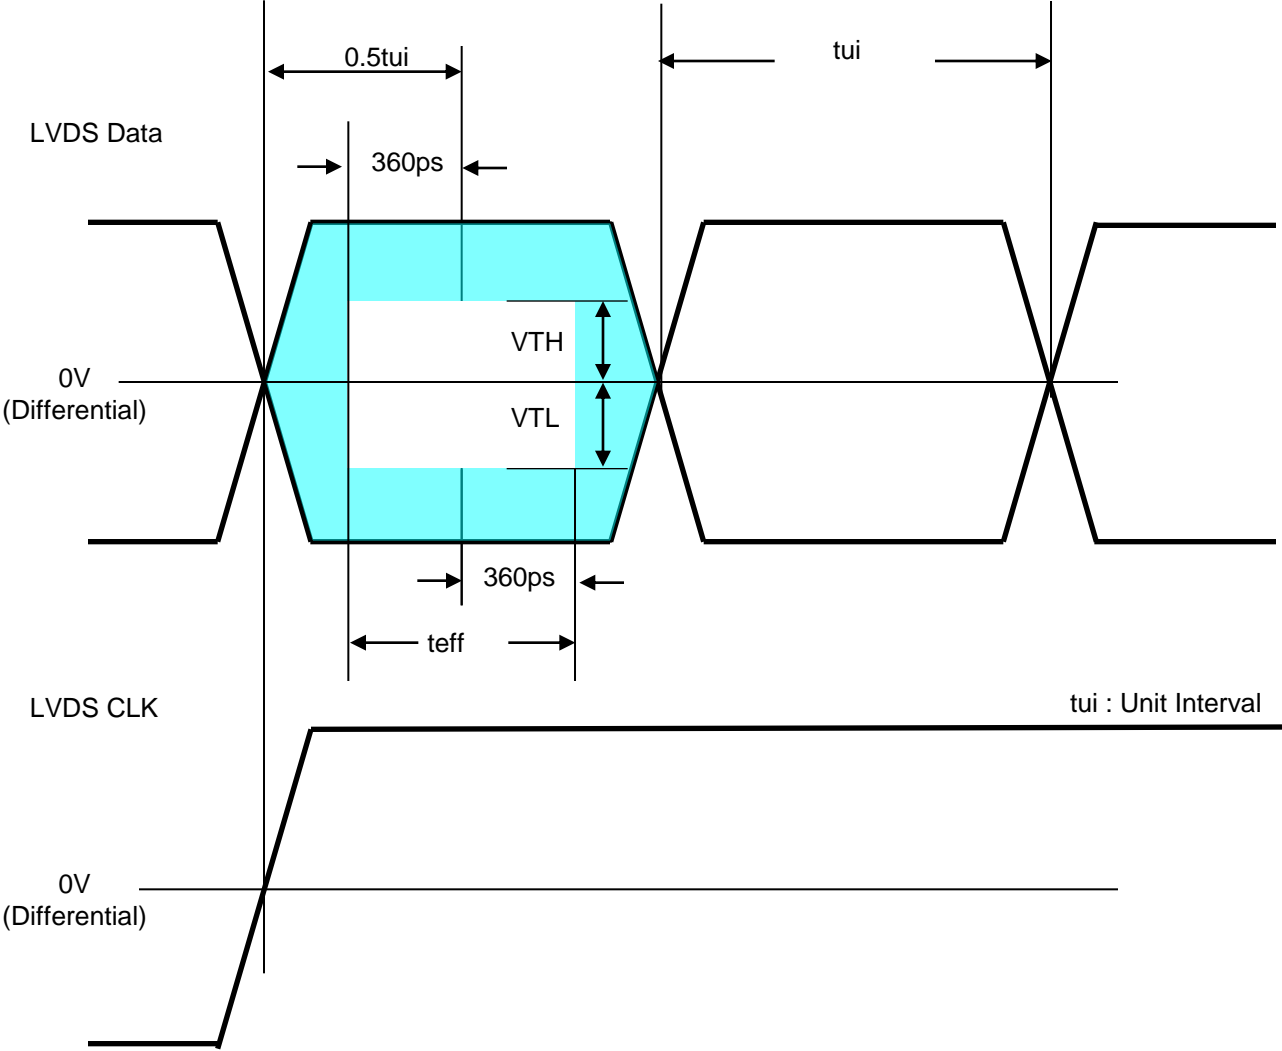 0.5tui
tui
LVDS Data
360ps
VTH
0V
(Differential)
VTL
360ps
teff
LVDS CLK
tui : Unit Interval
0V
(Differential)